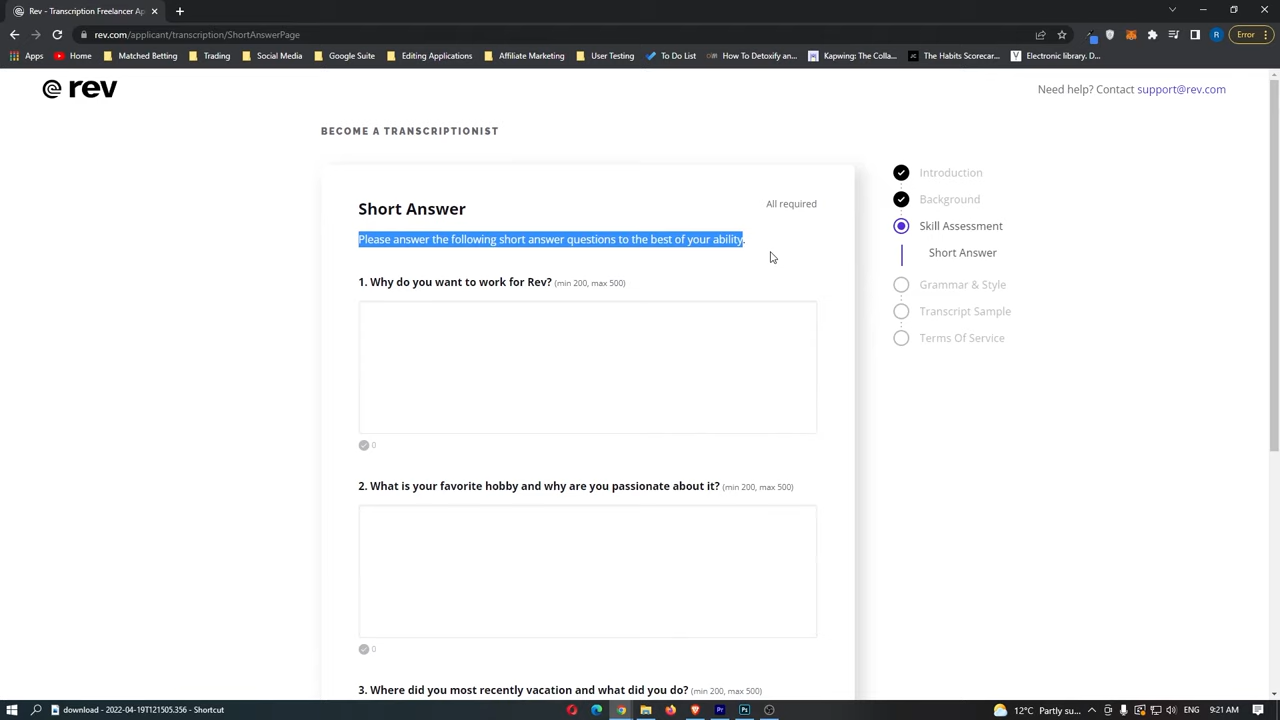 Rev - Apply to Transcription Ap
rev.com/applicant/transcription/ShortAnswerPage
R
Error
Apps
Home
Matched Betting
Trading
Social Media
Google Suite
Editing Applications
Affiliate Marketing
User Testing
To Do List
How To Detoxify an...
Kapwing: The Colla...
The Habits Scorecar...
Electronic library. D...
rev
Need help? Contact support@rev.com
BECOME A TRANSCRIPTIONIST
Short Answer
All required
Please answer the following short answer questions to the best of your ability.
1. Why do you want to work for Rev? (min 200, max 500)
0
2. What is your favorite hobby and why are you passionate about it? (min 200, max 500)
0
3. Where did you most recently vacation and what did you do? (min 200, max 500)
Introduction
Background
Skill Assessment
Short Answer
Grammar & Style
Transcript Sample
Terms Of Service
download - 2022-04-19T121505.356 - Shortcut
12°C Partly su...
ENG
9:21 AM